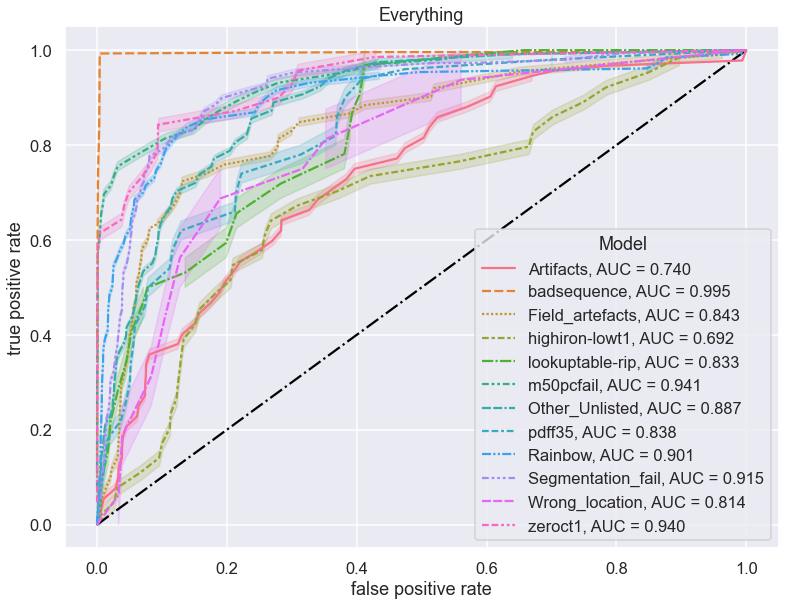 Everything
true positive rate
1.0
0.8
0.6
0.4
0.2
0.0
Model
Artifacts, AUC = 0.740
badsequence, AUC = 0.995
Field_artefacts, AUC = 0.843
highiron-lowt1, AUC = 0.692
lookuptable-rip, AUC = 0.833
m50pcfail, AUC = 0.941
Other_Unlisted, AUC = 0.887
pdff35, AUC = 0.838
Rainbow, AUC = 0.901
Segmentation_fail, AUC = 0.915
Wrong_location, AUC = 0.814
zeroct1, AUC = 0.940
0.0 0.2 0.4 0.6 0.8 1.0
false positive rate